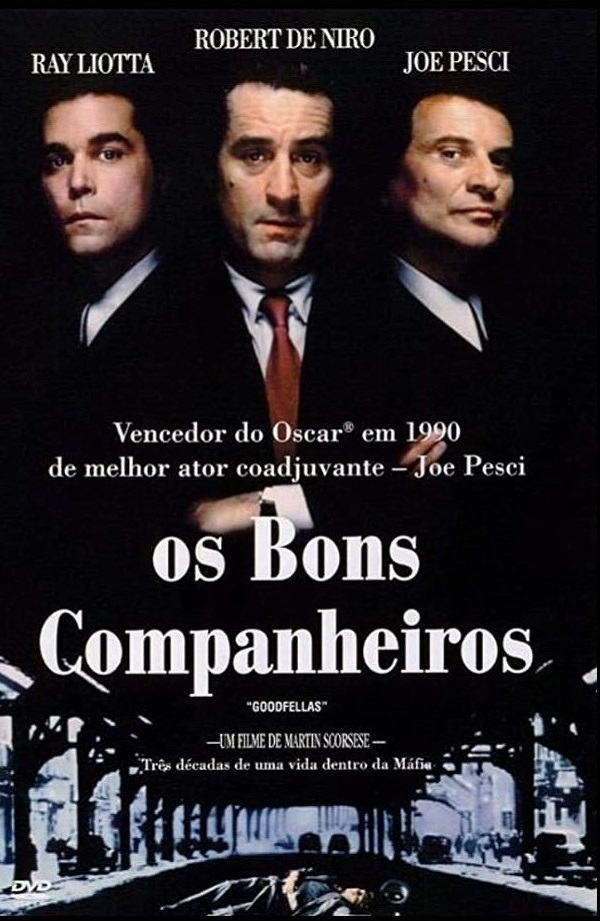 ROBERT DE NIRO
RAY LIOTTA
JOE PESCI
Vencedor do Oscar® em 1990
de melhor ator coadjuvante – Joe Pesci
os Bons
Companheiros
"GOODFELLAS"
—UM FILME DE MARTIN SCORSESE—
Três décadas de uma vida dentro da Máfia
DVD